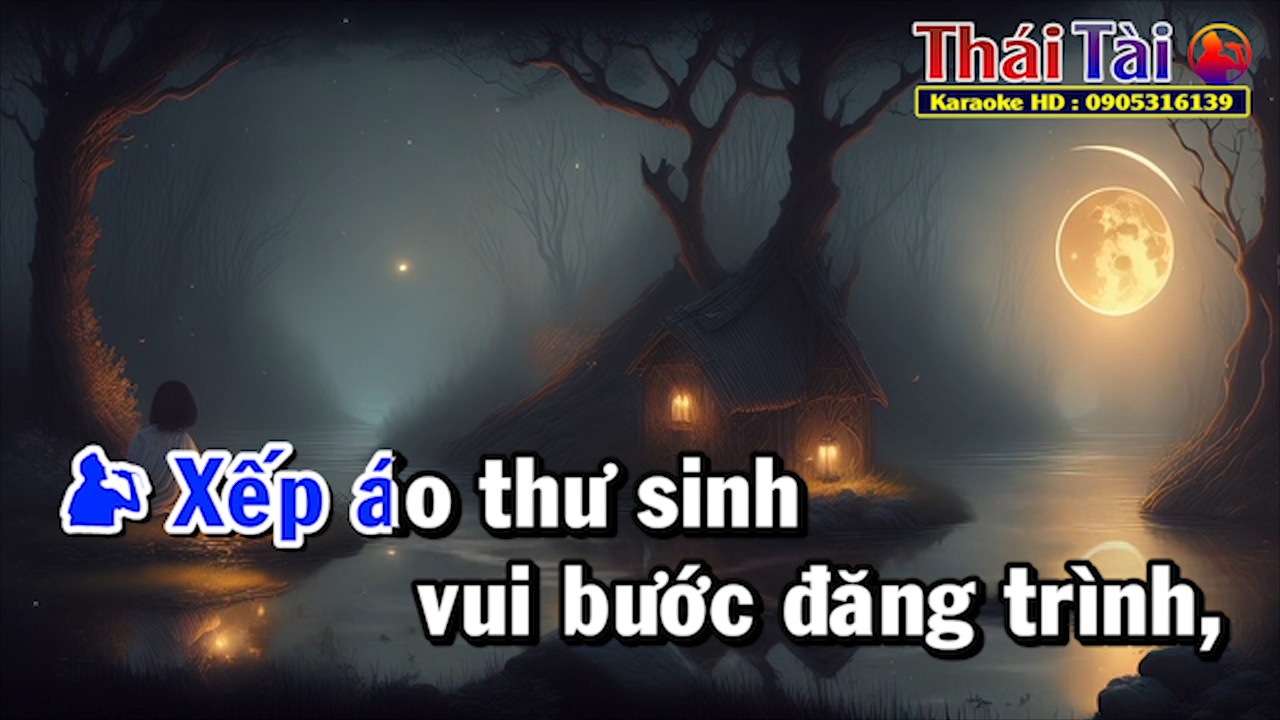 Thái Tài
Karaoke HD : 0905316139
Xếp áo thư sinh
vui bước đăng trình,